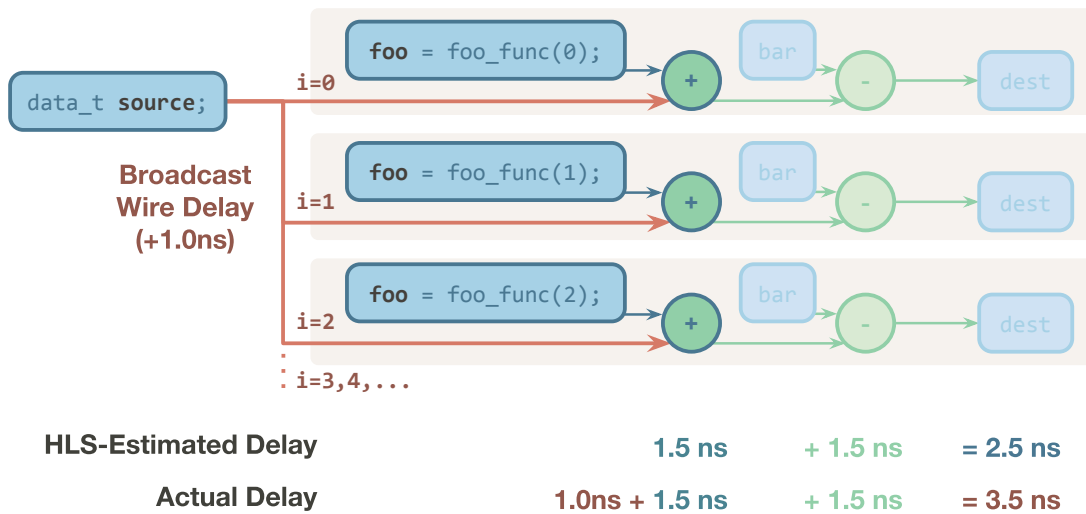 foo = foo_func(0);
bar
i=0
+
-
dest
data_t source;
Broadcast
Wire Delay
(+1.0ns)
foo = foo_func(1);
bar
i=1
+
-
dest
foo = foo_func(2);
bar
i=2
+
-
dest
i=3,4,...
HLS-Estimated Delay 1.5 ns + 1.5 ns = 2.5 ns
Actual Delay 1.0ns + 1.5 ns + 1.5 ns = 3.5 ns